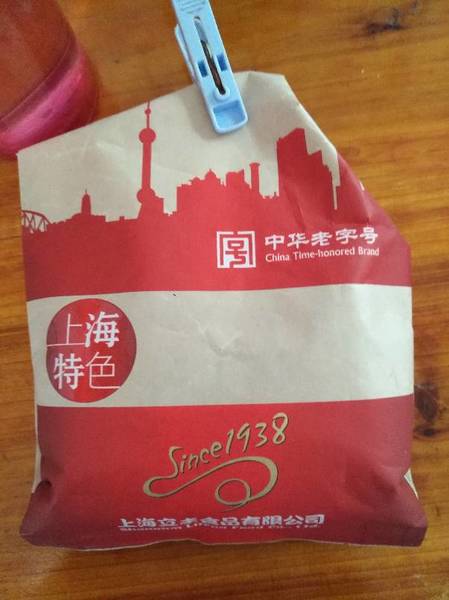 中华老字号
China Time-honored Brand
上海
特色
Since1938
上海立丰食品有限公司